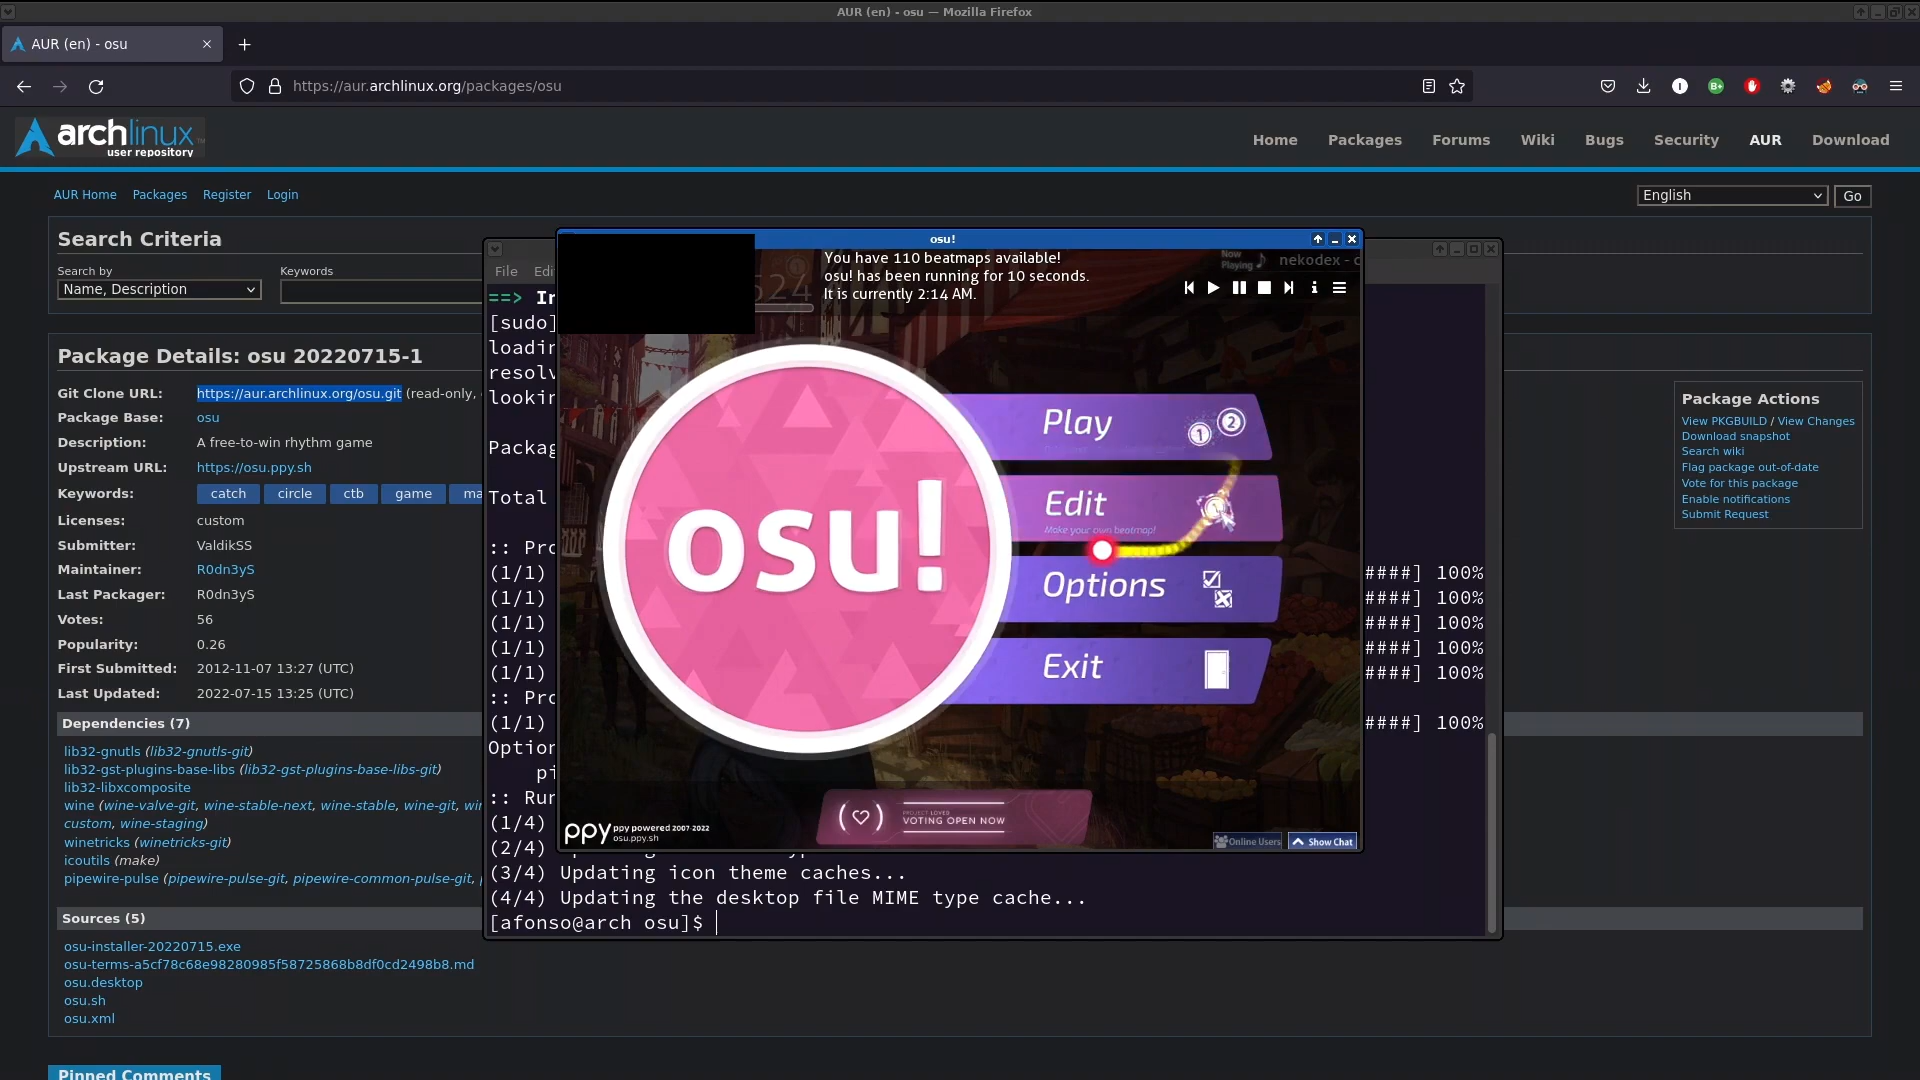 AUR (en) - osu — Mozilla Firefox
AUR (en) - osu
https://aur.archlinux.org/packages/osu
archlinux
user repository
Home Packages Forums Wiki Bugs Security AUR Download
AUR Home Packages Register Login
English Go
Search Criteria
Search by Keywords
Name, Description
Package Details: osu 20220715-1
Git Clone URL: https://aur.archlinux.org/osu.git (read-only,
Package Base: osu
Description: A free-to-win rhythm game
Upstream URL: https://osu.ppy.sh
Keywords: catch circle ctb game
Licenses: custom
Submitter: ValdikSS
Maintainer: R0dn3yS
Last Packager: R0dn3yS
Votes: 56
Popularity: 0.26
First Submitted: 2012-11-07 13:27 (UTC)
Last Updated: 2022-07-15 13:25 (UTC)
Dependencies (7)
lib32-gnutls (lib32-gnutls-git)
lib32-gst-plugins-base-libs (lib32-gst-plugins-base-libs-git)
lib32-libxcomposite
wine (wine-valve-git, wine-stable-next, wine-stable, wine-git,
custom, wine-staging)
winetricks (winetricks-git)
icoutils (make)
pipewire-pulse (pipewire-pulse-git, pipewire-common-pulse-git,
Sources (5)
osu-installer-20220715.exe
osu-terms-a5cf78c68e98280985f58725868b8df0cd2498b8.md
osu.desktop
osu.sh
osu.xml
Pinned Comments
Package Actions
View PKGBUILD / View Changes
Download snapshot
Search wiki
Flag package out-of-date
Vote for this package
Enable notifications
Submit Request
File
==>
[sudo]
Total
:: 
(1/1) ####] 100%
(1/1) ####] 100%
(1/1) ####] 100%
(1/1) ####] 100%
(1/1) ####] 100%
::
(1/1) ####] 100%
::
(1/4)
(2/4)
(3/4) Updating icon theme caches...
(4/4) Updating the desktop file MIME type cache...
[afonso@arch osu]$
osu!
You have 110 beatmaps available!
osu! has been running for 10 seconds.
It is currently 2:14 AM.
Now
Playing
nekodex - c
osu!
Play
1 2
Edit
Make your own beatmap!
Options
Exit
PROJECT LOVED
VOTING OPEN NOW
ppy ppy powered 2007-2022
osu.ppy.sh
Online Users
Show Chat